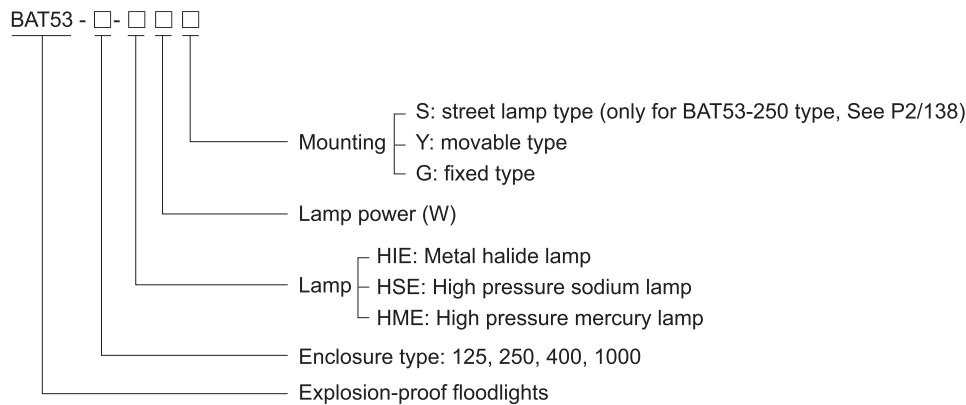 BAT53 - □ - □ □ □
S: street lamp type (only for BAT53-250 type, See P2/138)
Mounting
Y: movable type
G: fixed type
Lamp power (W)
HIE: Metal halide lamp
Lamp
HSE: High pressure sodium lamp
HME: High pressure mercury lamp
Enclosure type: 125, 250, 400, 1000
Explosion-proof floodlights